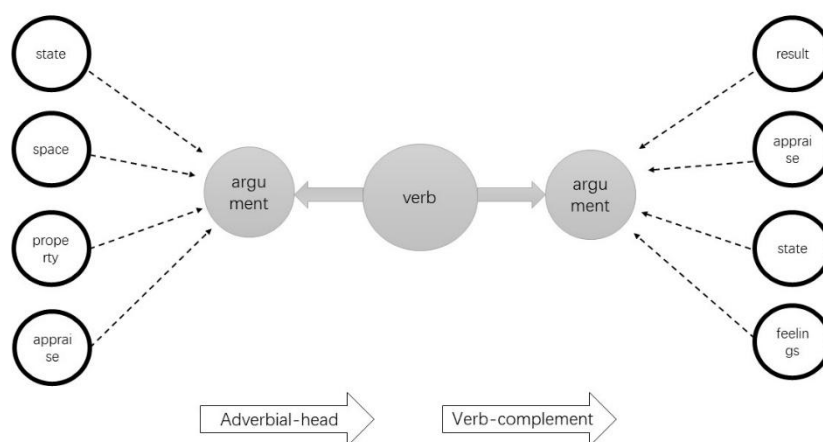 state
space
prope
rty
apprai
se
argu
ment
verb
argu
ment
result
apprai
se
state
feelin
gs
Adverbial-head
Verb-complement